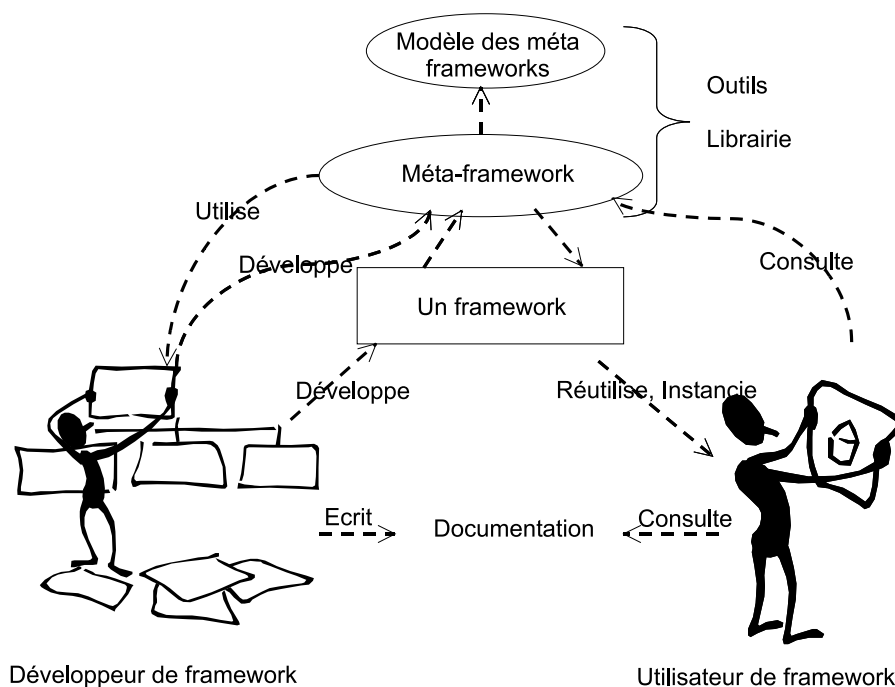 Modèle des méta
frameworks
Outils
Librairie
Méta-framework
Utilise
Développe
Consulte
Un framework
Développe
Réutilise, Instancie
Ecrit
Documentation
Consulte
Développeur de framework
Utilisateur de framework